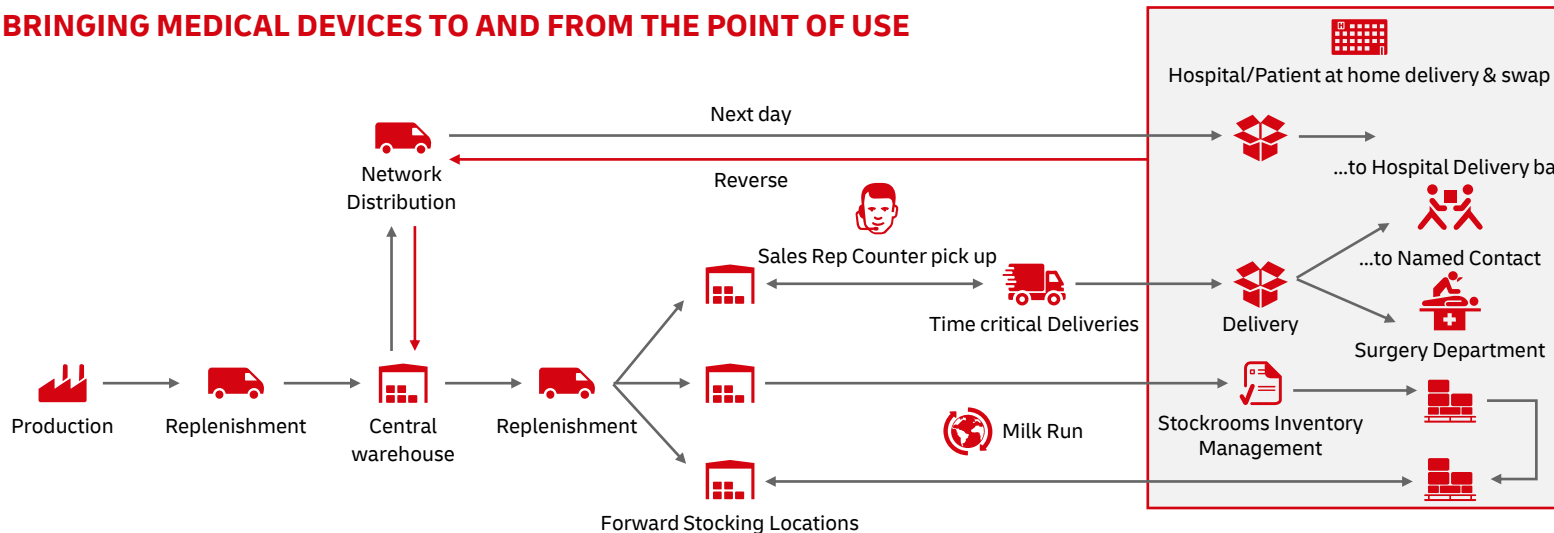 BRINGING MEDICAL DEVICES TO AND FROM THE POINT OF USE
H
Hospital/Patient at home delivery & swap
Next day
Network
Distribution
Reverse
...to Hospital Delivery ba
Sales Rep Counter pick up
...to Named Contact
Time critical Deliveries
Delivery
Surgery Department
Production
Replenishment
Central
warehouse
Replenishment
Milk Run
Stockrooms Inventory
Management
Forward Stocking Locations